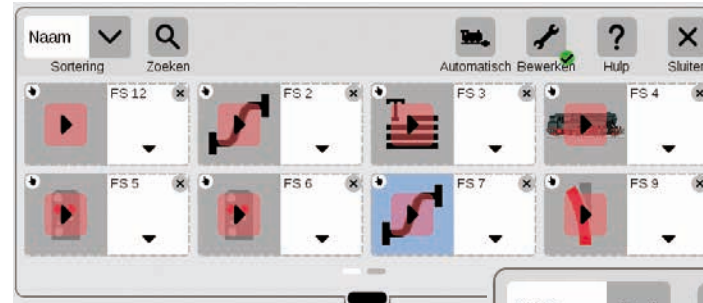 Naam
Sortering
Zoeken
Automatisch
Bewerken
Hulp
Sluiten
FS 12
FS 2
FS 3
FS 4
FS 5
FS 6
FS 7
FS 9